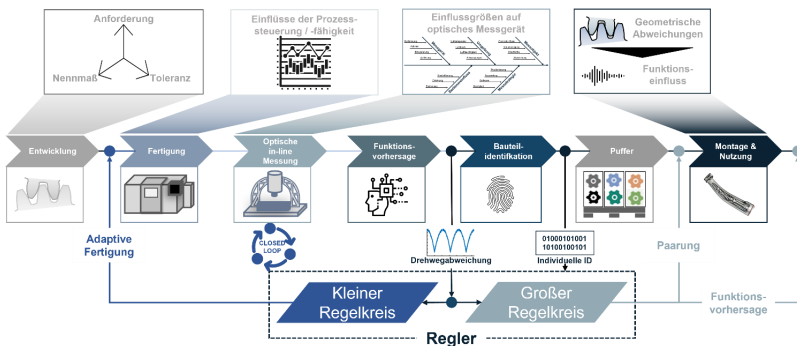 Anforderung
Nennmaß
Toleranz
Einflüsse der Prozess-
steuerung / -fähigkeit
Einflussgrößen auf
optisches Messgerät
Geometrische
Abweichungen
Funktions-
einfluss
Entwicklung
Fertigung
Optische
in-line
Messung
Funktions-
vorhersage
Bauteil-
identifkation
Puffer
Montage &
Nutzung
Adaptive
Fertigung
CLOSED
LOOP
Drehwegabweichung
01000101001
10100100101
Individuelle ID
Paarung
Kleiner
Regelkreis
Großer
Regelkreis
Funktions-
vorhersage
Regler